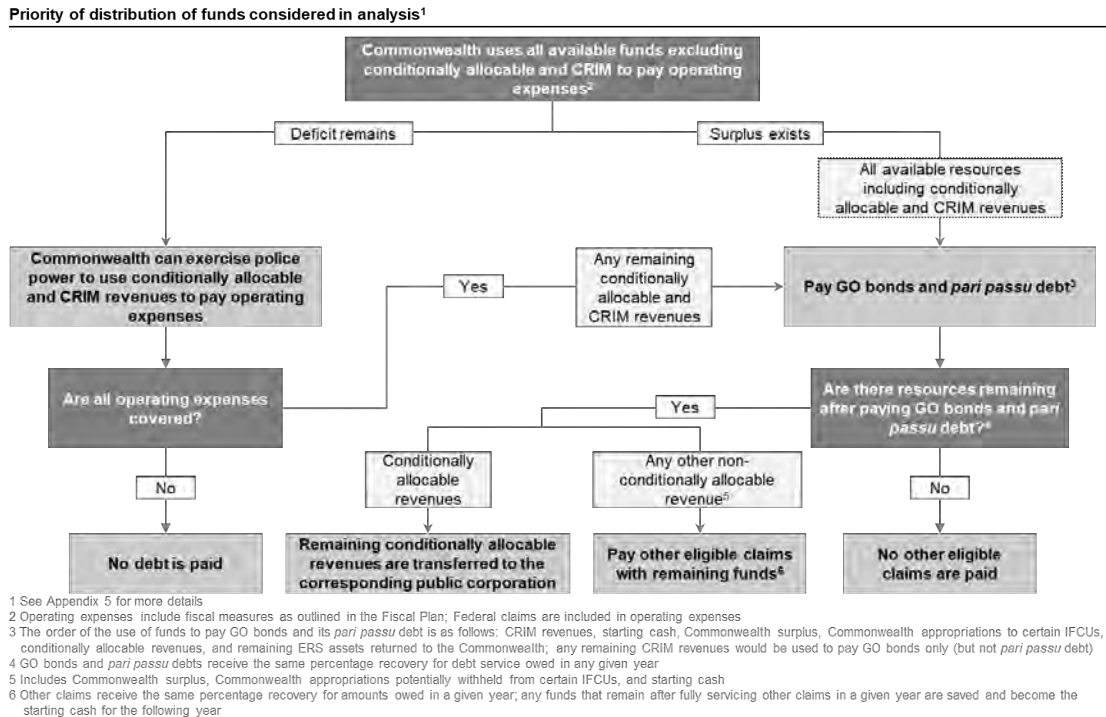 Priority of distribution of funds considered in analysis1
Commonwealth uses all available funds excluding
conditionally allocable and CRIM to pay operating
expenses2
Deficit remains
Surplus exists
All available resources
including conditionally
allocable and CRIM revenues
Commonwealth can exercise police
power to use conditionally allocable
and CRIM revenues to pay operating
expenses
Yes
Any remaining
conditionally
allocable and
CRIM revenues
Pay GO bonds and pari passu debt3
Are all operating expenses
covered?
Yes
Are there resources remaining
after paying GO bonds and pari
passu debt?4
Conditionally
allocable
revenues
Any other non-
conditionally allocable
revenue5
No
No
No debt is paid
Remaining conditionally allocable
revenues are transferred to the
corresponding public corporation
Pay other eligible claims
with remaining funds6
No other eligible
claims are paid
1 See Appendix 5 for more details
2 Operating expenses include fiscal measures as outlined in the Fiscal Plan; Federal claims are included in operating expenses
3 The order of the use of funds to pay GO bonds and its pari passu debt is as follows: CRIM revenues, starting cash, Commonwealth surplus, Commonwealth appropriations to certain IFCUs,
conditionally allocable revenues, and remaining ERS assets returned to the Commonwealth; any remaining CRIM revenues would be used to pay GO bonds only (but not pari passu debt)
4 GO bonds and pari passu debts receive the same percentage recovery for debt service owed in any given year
5 Includes Commonwealth surplus, Commonwealth appropriations potentially withheld from certain IFCUs, and starting cash
6 Other claims receive the same percentage recovery for amounts owed in a given year; any funds that remain after fully servicing other claims in a given year are saved and become the
starting cash for the following year